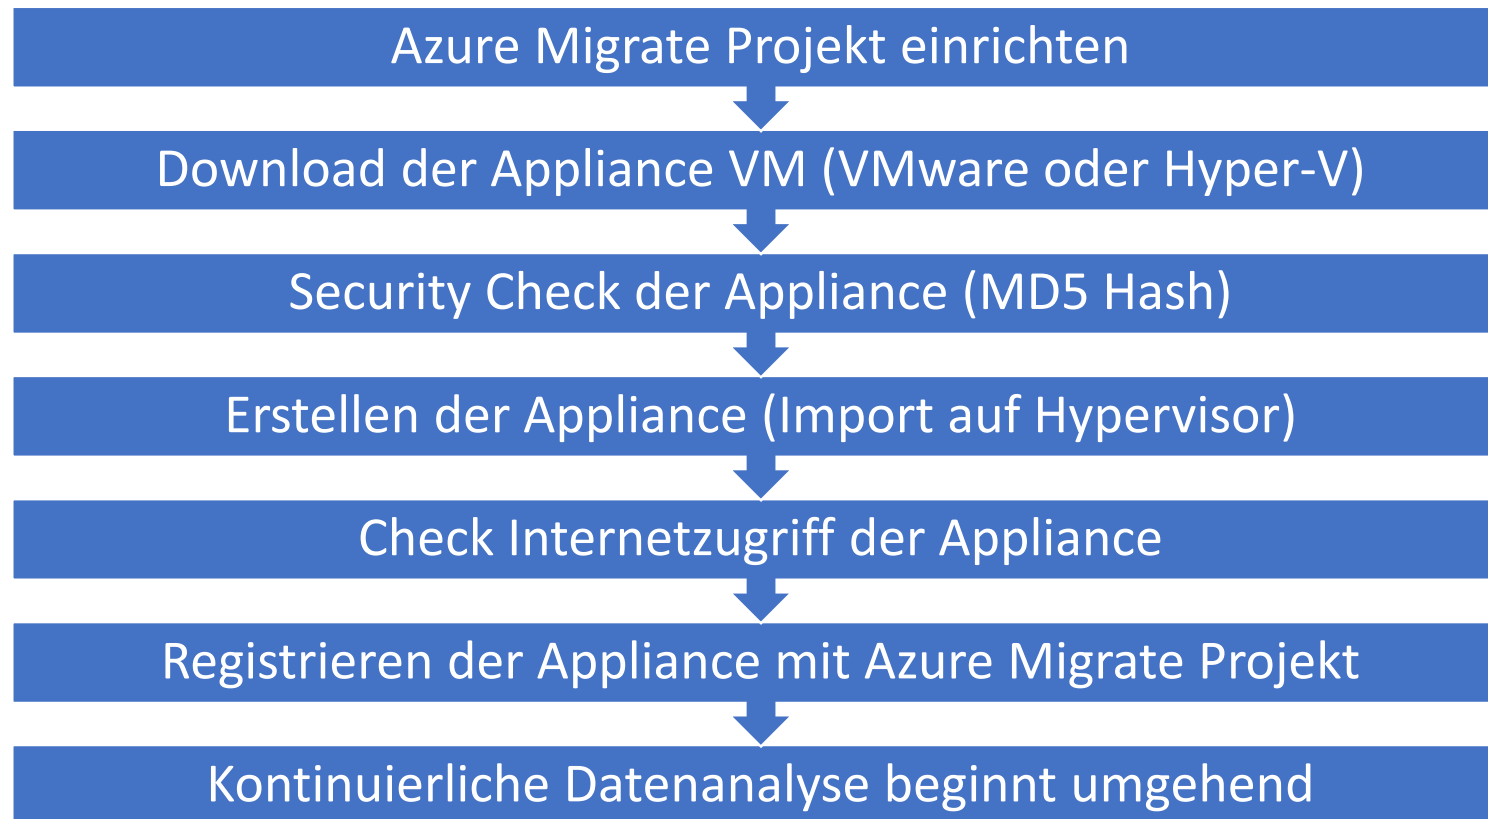 Azure Migrate Projekt einrichten
Download der Appliance VM (VMware oder Hyper-V)
Security Check der Appliance (MD5 Hash)
Erstellen der Appliance (Import auf Hypervisor)
Check Internetzugriff der Appliance
Registrieren der Appliance mit Azure Migrate Projekt
Kontinuierliche Datenanalyse beginnt umgehend